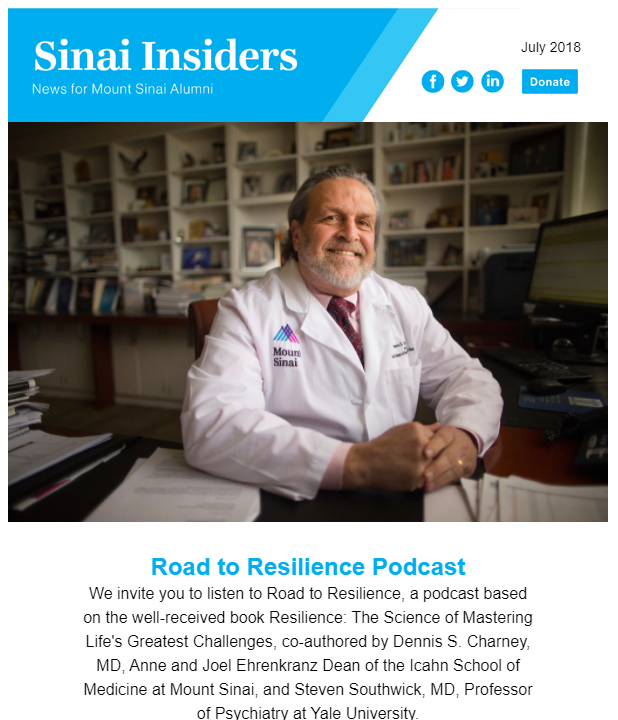 Sinai Insiders
News for Mount Sinai Alumni
July 2018
Donate
Mount
Sinai
Road to Resilience Podcast
We invite you to listen to Road to Resilience, a podcast based
on the well-received book Resilience: The Science of Mastering
Life's Greatest Challenges, co-authored by Dennis S. Charney,
MD, Anne and Joel Ehrenkranz Dean of the Icahn School of
Medicine at Mount Sinai, and Steven Southwick, MD, Professor
of Psychiatry at Yale University.